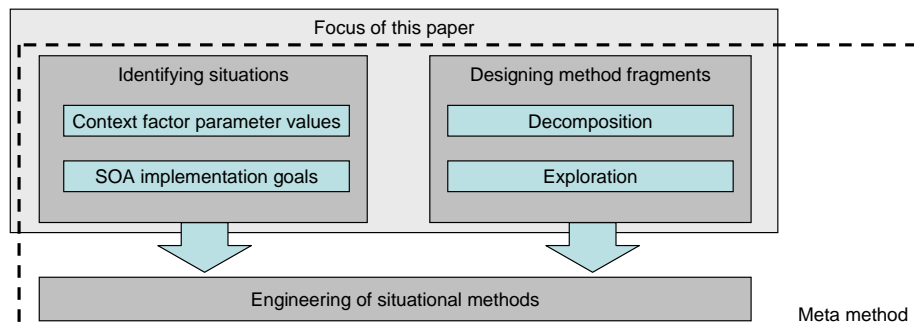 Focus of this paper
Identifying situations
Context factor parameter values
SOA implementation goals
Designing method fragments
Decomposition
Exploration
Engineering of situational methods
Meta method